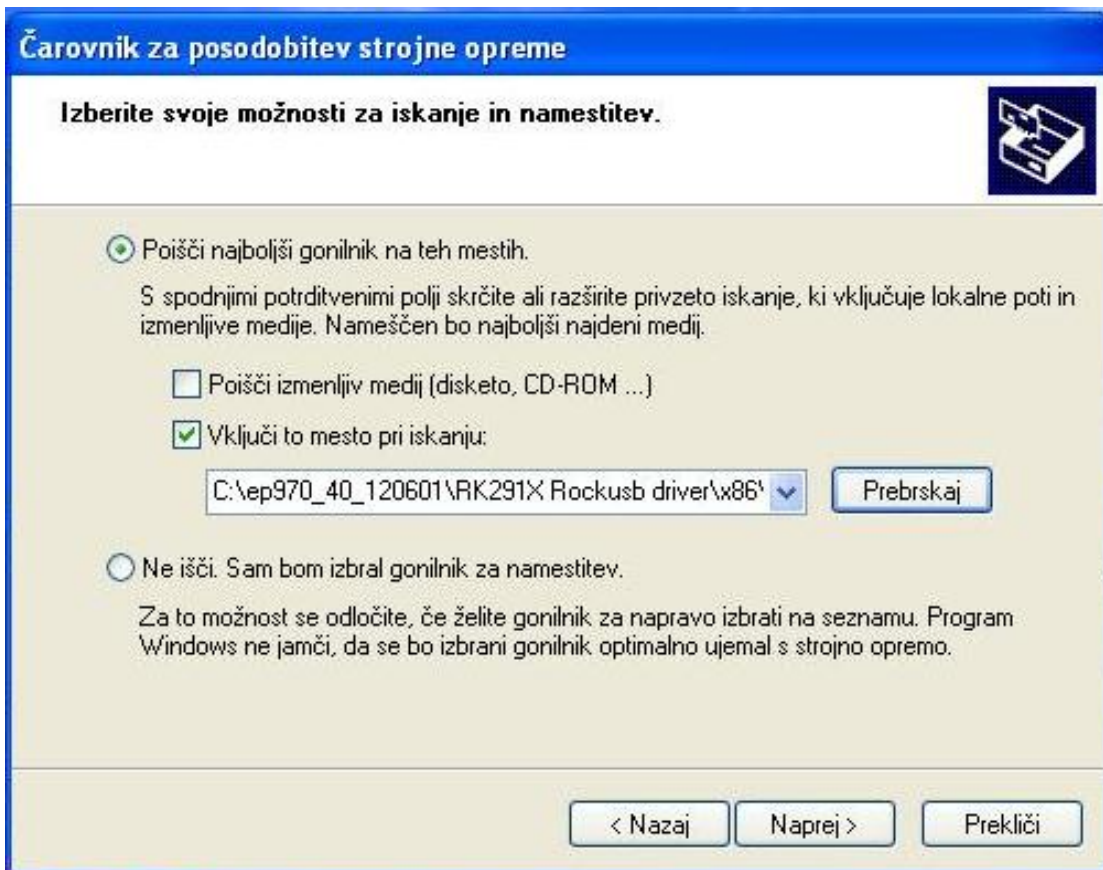 Čarovnik za posodobitev strojne opreme
Izberite svoje možnosti za iskanje in namestitev.
Poišči najboljši gonilnik na teh mestih.
S spodnjimi potrditvenimi polji skrčite ali razširite privzeto iskanje, ki vključuje lokalne poti in
izmenljive medije. Nameščen bo najboljši najdeni medij.
Poišči izmenljiv medij (disketo, CD-ROM ...)
Vključi to mesto pri iskanju:
C:\ep970_40_120601\RK291X Rockusb driver\x86\
Prebrskaj
Ne išči. Sam bom izbral gonilnik za namestitev.
Za to možnost se odločite, če želite gonilnik za napravo izbrati na seznamu. Program
Windows ne jamči, da se bo izbrani gonilnik optimalno ujemal s strojno opremo.
< Nazaj
Naprej >
Prekliči